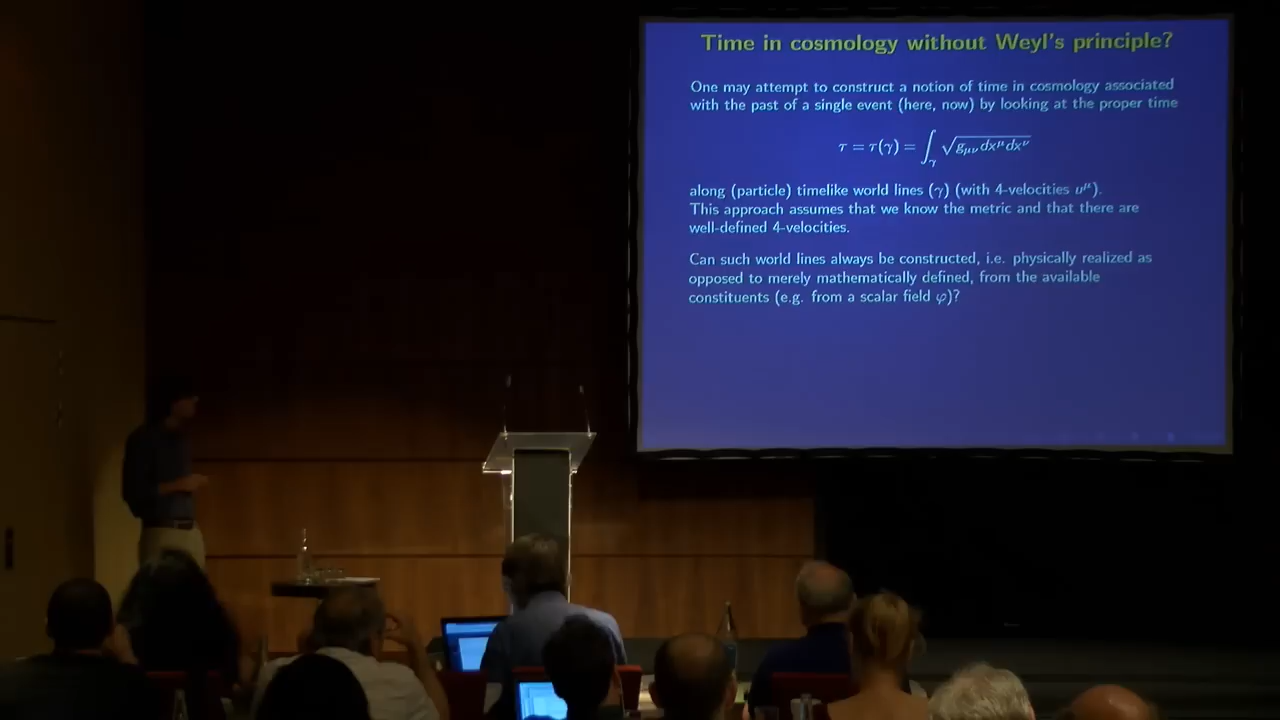 Time in cosmology without Weyl's principle?
One may attempt to construct a notion of time in cosmology associated
with the past of a single event (here, now) by looking at the proper time
τ = τ(γ) = ∫γ √gμνdxμdxν
along (particle) timelike world lines (γ) (with 4-velocities uμ).
This approach assumes that we know the metric and that there are
well-defined 4-velocities.
Can such world lines always be constructed, i.e. physically realized as
opposed to merely mathematically defined, from the available
constituents (e.g. from a scalar field φ)?